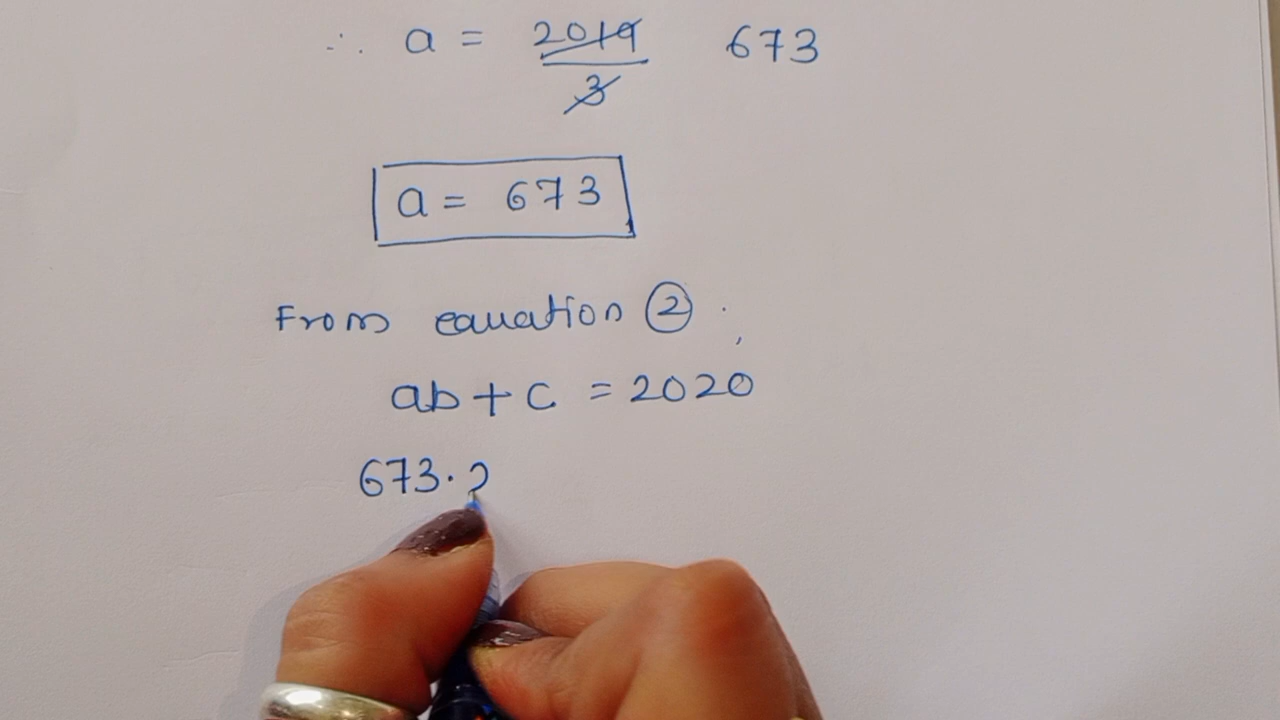 ∴ a = 2019/3 673
a = 673
From equation ②,
ab + c = 2020
673 · 2